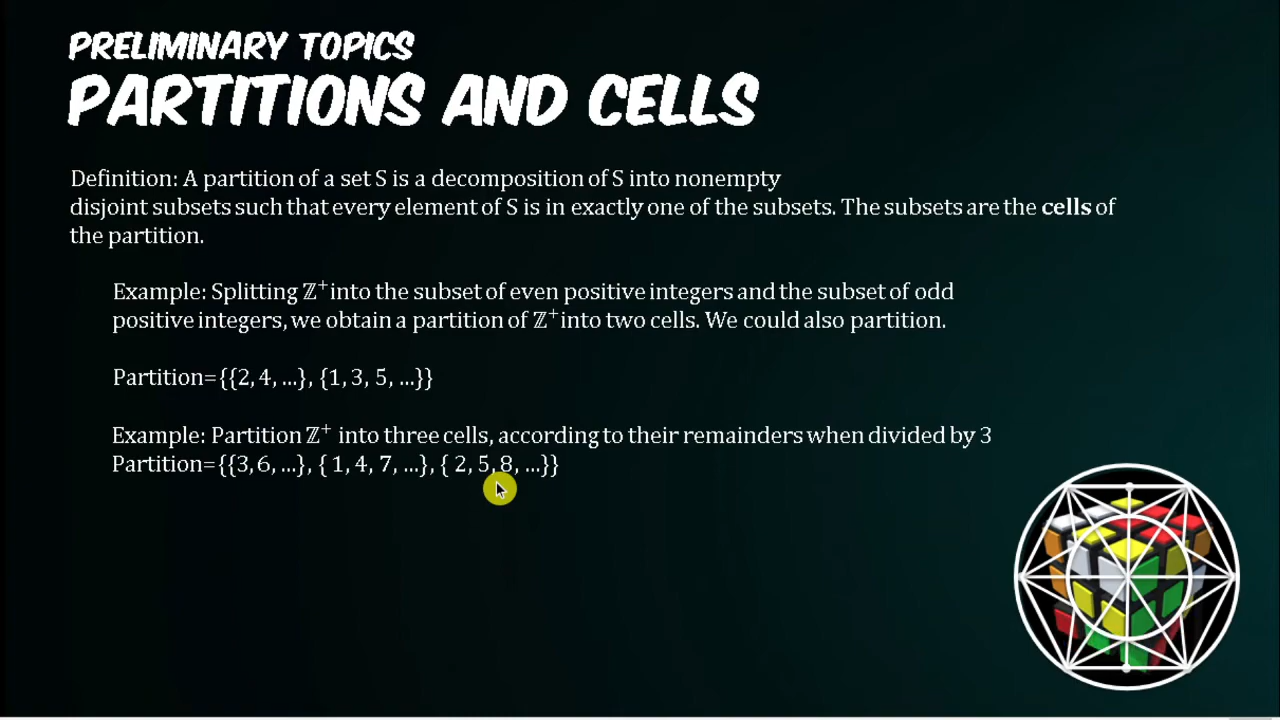 PRELIMINARY TOPICS
PARTITIONS AND CELLS
Definition: A partition of a set S is a decomposition of S into nonempty
disjoint subsets such that every element of S is in exactly one of the subsets. The subsets are the cells of
the partition.
Example: Splitting ℤ⁺ into the subset of even positive integers and the subset of odd
positive integers, we obtain a partition of ℤ⁺ into two cells. We could also partition.
Partition={{2, 4, ...}, {1, 3, 5, ...}}
Example: Partition ℤ⁺ into three cells, according to their remainders when divided by 3
Partition={{3, 6, ...}, { 1, 4, 7, ...}, { 2, 5, 8, ...}}